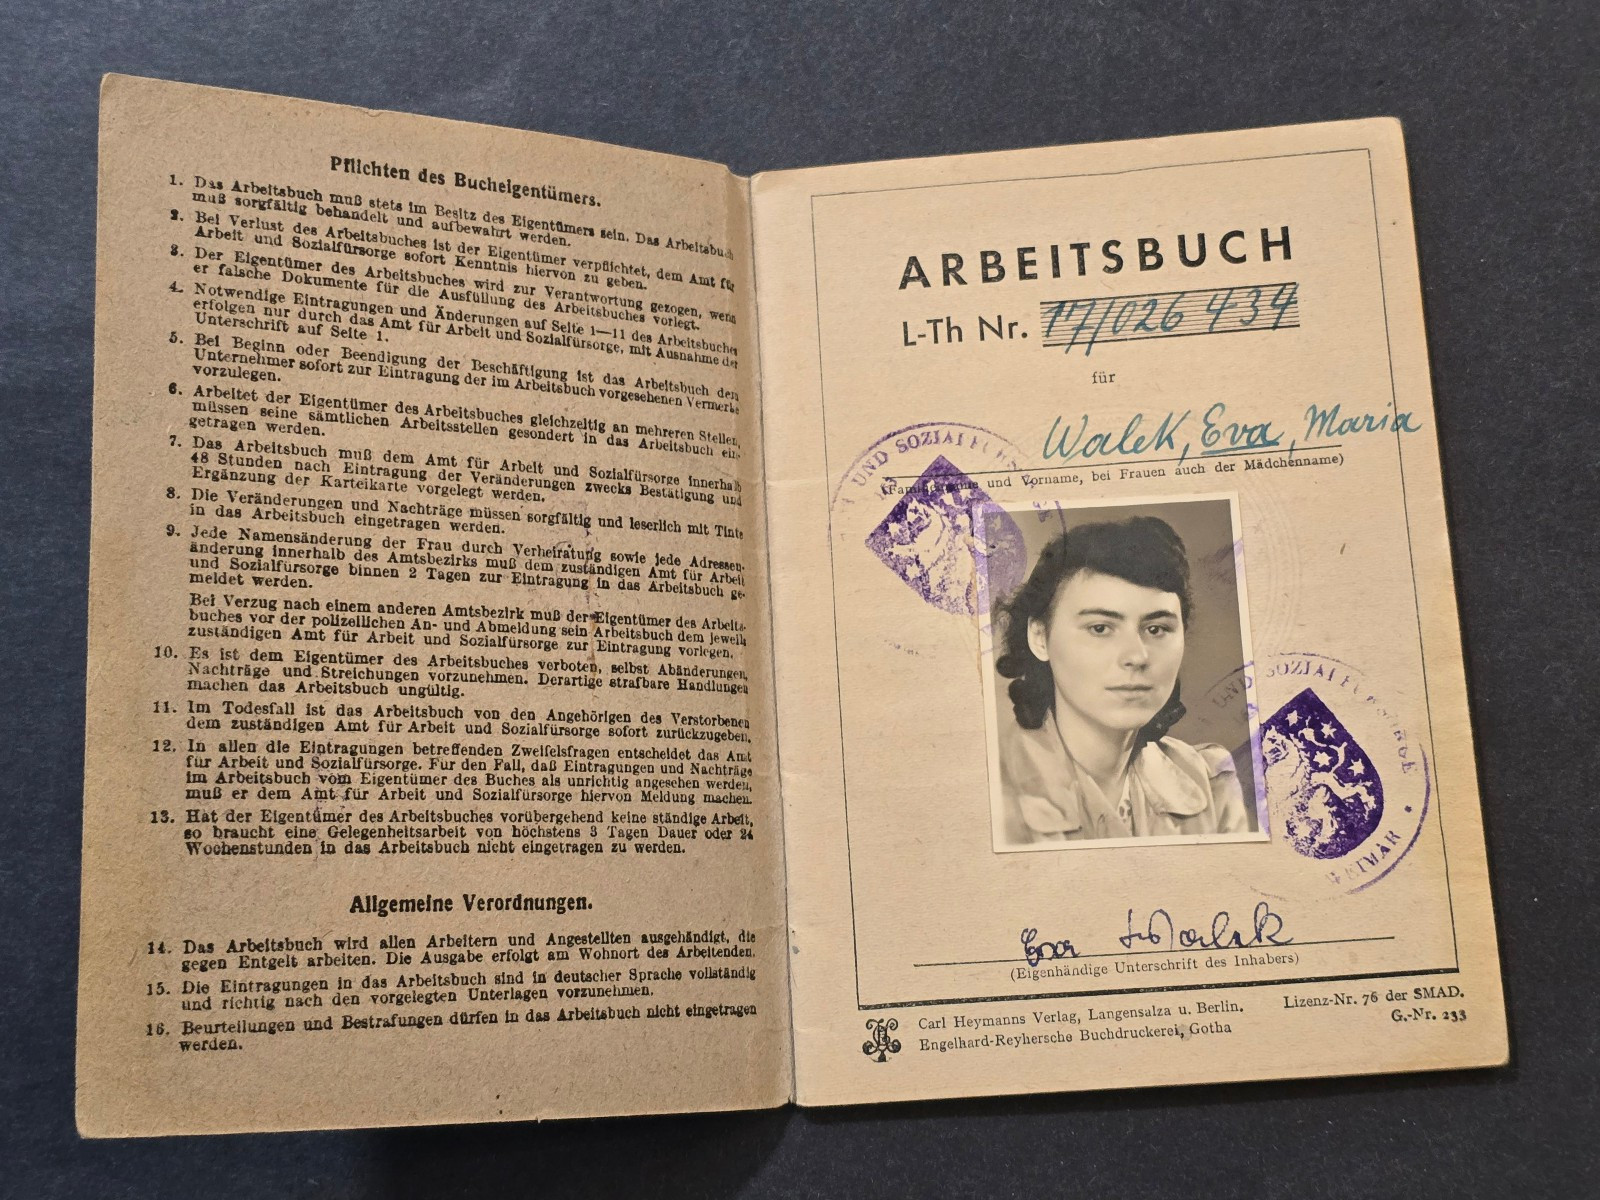 Pflichten des Bucheigentümers.
1. Das Arbeitsbuch muß stets im Besitz des Eigentümers sein. Das Arbeitsbuch
muß sorgfältig behandelt und aufbewahrt werden.
2. Bei Verlust des Arbeitsbuches ist der Eigentümer verpflichtet, dem Amt für
Arbeit und Sozialfürsorge sofort Kenntnis hiervon zu geben.
3. Der Eigentümer des Arbeitsbuches wird zur Verantwortung gezogen, wenn
er falsche Dokumente für die Ausfüllung des Arbeitsbuches vorlegt.
4. Notwendige Eintragungen und Änderungen auf Seite 1—11 des Arbeitsbuches
erfolgen nur durch das Amt für Arbeit und Sozialfürsorge, mit Ausnahme der
Unterschrift auf Seite 1.
5. Bei Beginn oder Beendigung der Beschäftigung ist das Arbeitsbuch dem
Unternehmer sofort zur Eintragung der im Arbeitsbuch vorgesehenen Vermerke
vorzulegen.
6. Arbeitet der Eigentümer des Arbeitsbuches gleichzeitig an mehreren Stellen,
müssen seine sämtlichen Arbeitsstellen gesondert in das Arbeitsbuch ein-
getragen werden.
7. Das Arbeitsbuch muß dem Amt für Arbeit und Sozialfürsorge innerhalb
48 Stunden nach Eintragung der Veränderungen zwecks Bestätigung und
Ergänzung der Karteikarte vorgelegt werden.
8. Die Veränderungen und Nachträge müssen sorgfältig und leserlich mit Tinte
in das Arbeitsbuch eingetragen werden.
9. Jede Namensänderung der Frau durch Verheiratung sowie jede Adressen-
änderung innerhalb des Amtsbezirks muß dem zuständigen Amt für Arbeit
und Sozialfürsorge binnen 2 Tagen zur Eintragung in das Arbeitsbuch ge-
meldet werden.
Bei Verzug nach einem anderen Amtsbezirk muß der Eigentümer des Arbeits-
buches vor der polizeilichen An- und Abmeldung sein Arbeitsbuch dem jeweils
zuständigen Amt für Arbeit und Sozialfürsorge zur Eintragung vorlegen.
10. Es ist dem Eigentümer des Arbeitsbuches verboten, selbst Abänderungen,
Nachträge und Streichungen vorzunehmen. Derartige strafbare Handlungen
machen das Arbeitsbuch ungültig.
11. Im Todesfall ist das Arbeitsbuch von den Angehörigen des Verstorbenen
dem zuständigen Amt für Arbeit und Sozialfürsorge sofort zurückzugeben.
12. In allen die Eintragungen betreffenden Zweifelsfragen entscheidet das Amt
für Arbeit und Sozialfürsorge. Für den Fall, daß Eintragungen und Nachträge
im Arbeitsbuch vom Eigentümer des Buches als unrichtig angesehen werden,
muß er dem Amt für Arbeit und Sozialfürsorge hiervon Meldung machen.
13. Hat der Eigentümer des Arbeitsbuches vorübergehend keine ständige Arbeit,
so braucht eine Gelegenheitsarbeit von höchstens 3 Tagen Dauer oder 24
Wochenstunden in das Arbeitsbuch nicht eingetragen zu werden.
Allgemeine Verordnungen.
14. Das Arbeitsbuch wird allen Arbeitern und Angestellten ausgehändigt, die
gegen Entgelt arbeiten. Die Ausgabe erfolgt am Wohnort des Arbeitenden.
15. Die Eintragungen in das Arbeitsbuch sind in deutscher Sprache vollständig
und richtig nach den vorgelegten Unterlagen vorzunehmen.
16. Beurteilungen und Bestrafungen dürfen in das Arbeitsbuch nicht eingetragen
werden.
ARBEITSBUCH
L-Th Nr. 17/026 434
für
Walek, Eva, Maria
(Familienname und Vorname, bei Frauen auch der Mädchenname)
UND SOZIALFÜRS
UND SOZIALFÜRSORGE
WEIMAR
Eva Walek
(Eigenhändige Unterschrift des Inhabers)
Carl Heymanns Verlag, Langensalza u. Berlin.
Engelhard-Reyhersche Buchdruckerei, Gotha
Lizenz-Nr. 76 der SMAD.
G.-Nr. 233